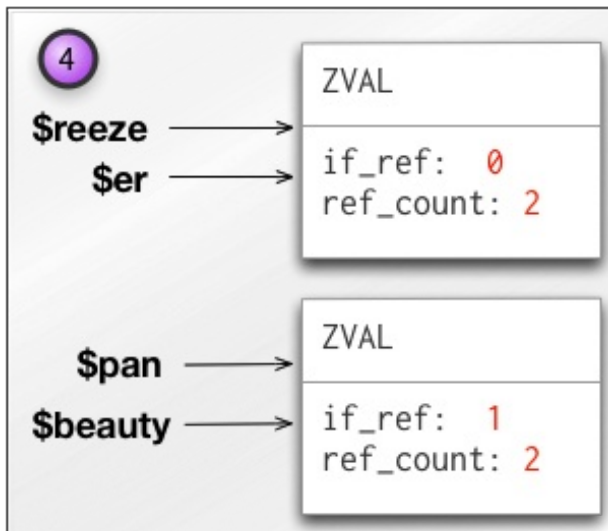 4
ZVAL
$reeze
$er
if_ref: 0
ref_count: 2
ZVAL
$pan
$beauty
if_ref: 1
ref_count: 2